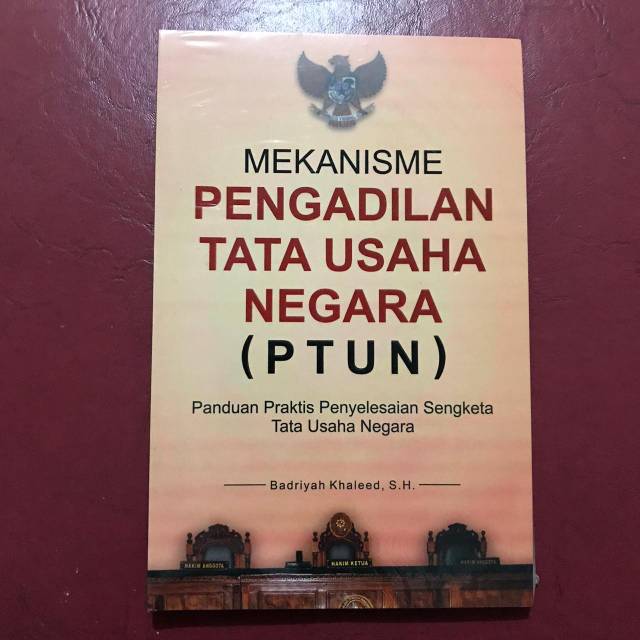 MEKANISME
PENGADILAN
TATA USAHA
NEGARA
(PTUN)
Panduan Praktis Penyelesaian Sengketa
Tata Usaha Negara
Badriyah Khaleed, S.H.
HAKIM ANGGOTA
HAKIM KETUA
HAKIM ANGGOTA